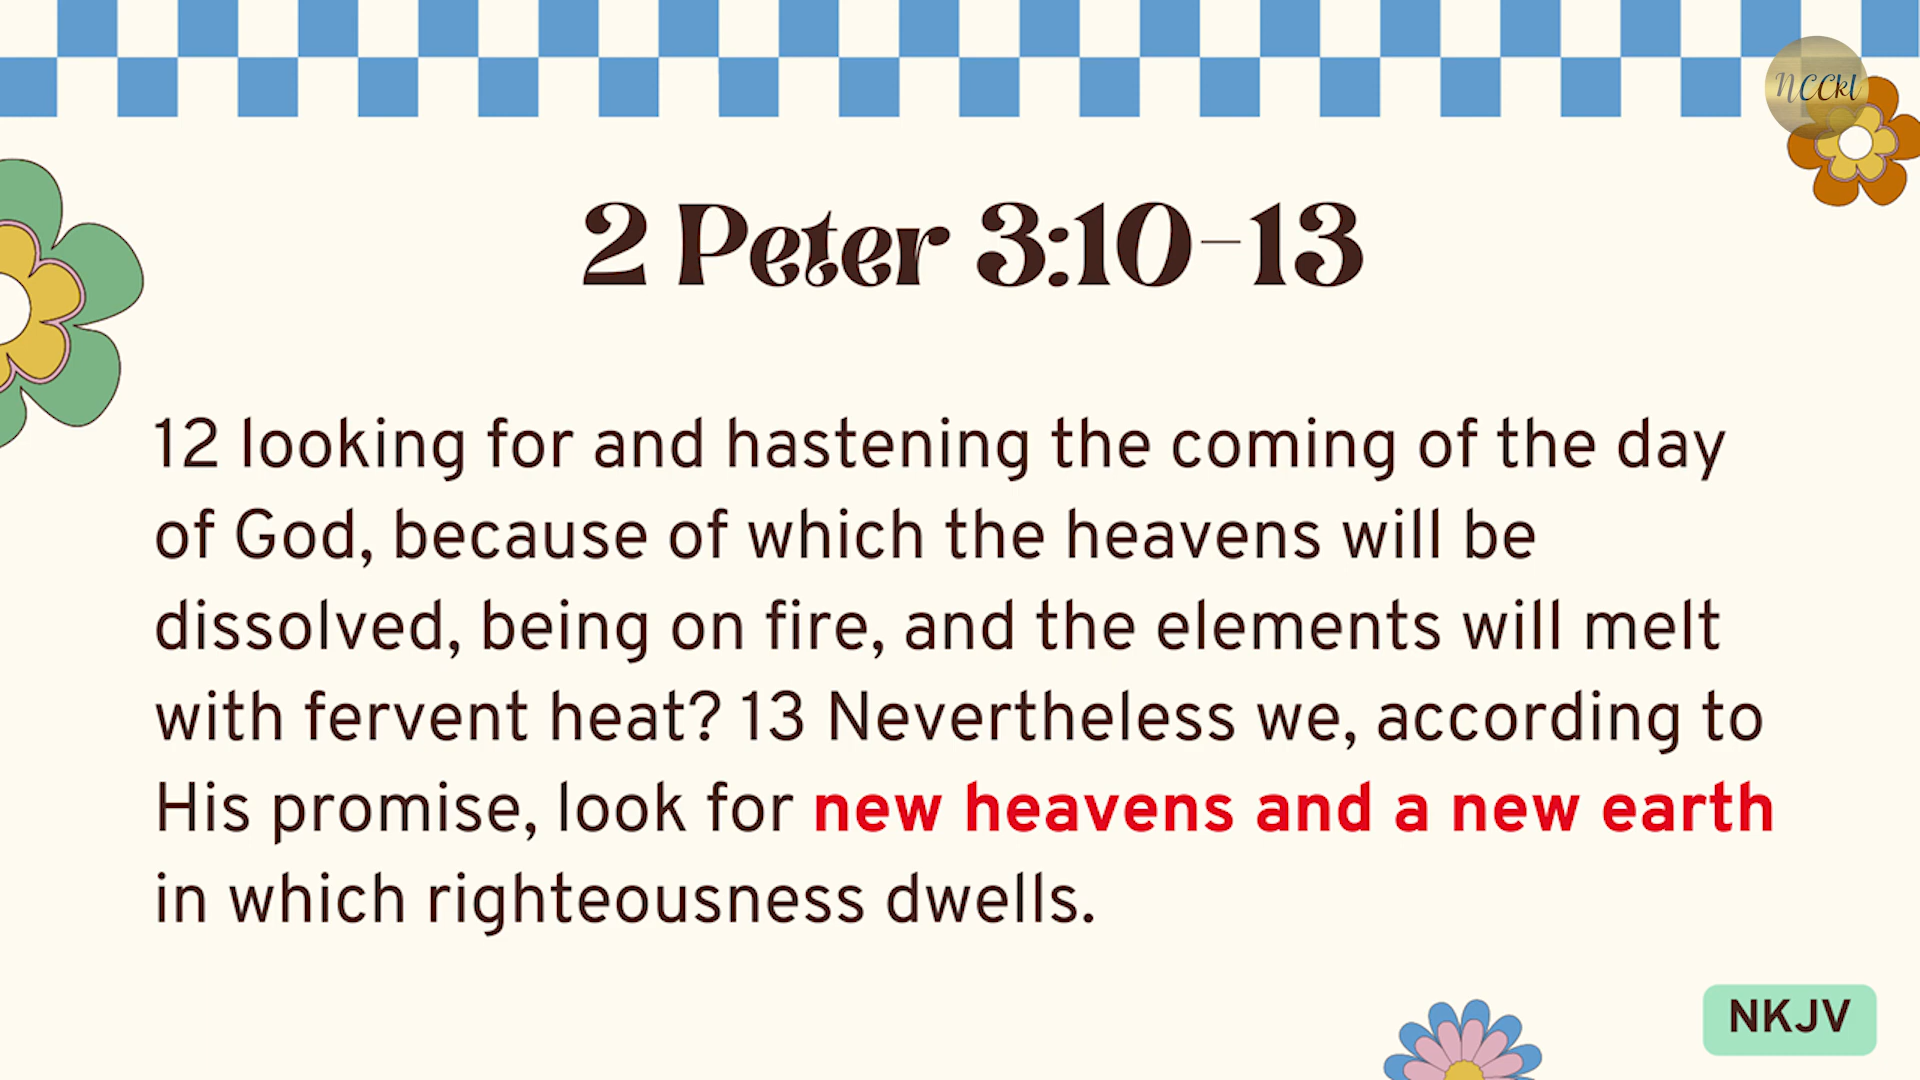 NCCkl
2 Peter 3:10-13
12 looking for and hastening the coming of the day
of God, because of which the heavens will be
dissolved, being on fire, and the elements will melt
with fervent heat? 13 Nevertheless we, according to
His promise, look for new heavens and a new earth
in which righteousness dwells.
NKJV